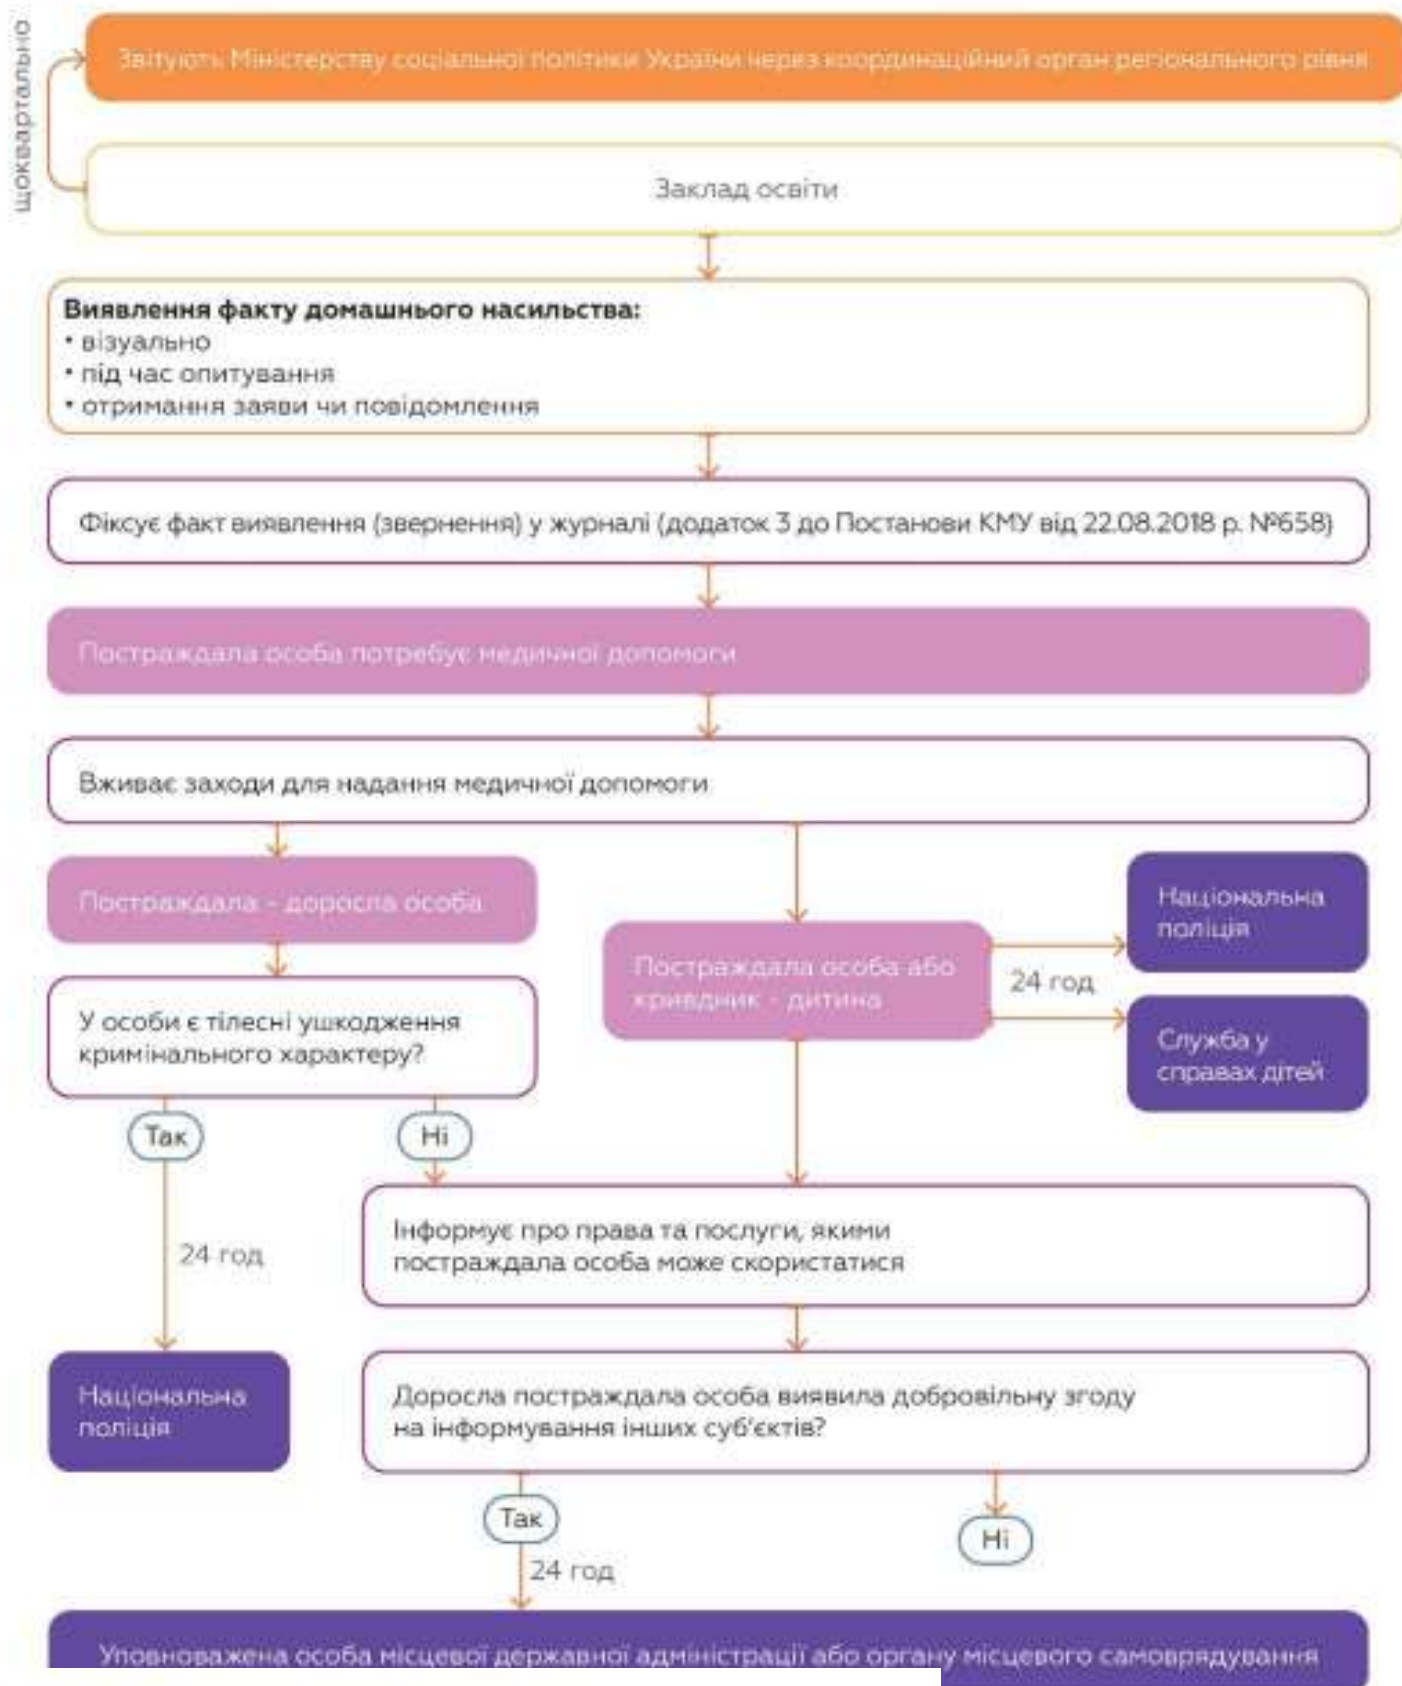 щоквартально
Звітують Міністерству соціальної політики України через координаційний орган регіонального рівня
Заклад освіти
Виявлення факту домашнього насильства:
• візуально
• під час опитування
• отримання заяви чи повідомлення
Фіксує факт виявлення (звернення) у журналі (додаток 3 до Постанови КМУ від 22.08.2018 р. №658)
Постраждала особа потребує медичної допомоги
Вживає заходи для надання медичної допомоги
Постраждала - доросла особа
У особи є тілесні ушкодження
кримінального характеру?
Так
Ні
24 год
Національна
поліція
Постраждала особа або
кривдник - дитина
24 год
Національна
поліція
Служба у
справах дітей
Інформує про права та послуги, якими
постраждала особа може скористатися
Доросла постраждала особа виявила добровільну згоду
на інформування інших суб'єктів?
Так
Ні
24 год
Уповноважена особа місцевої державної адміністрації або органу місцевого самоврядування